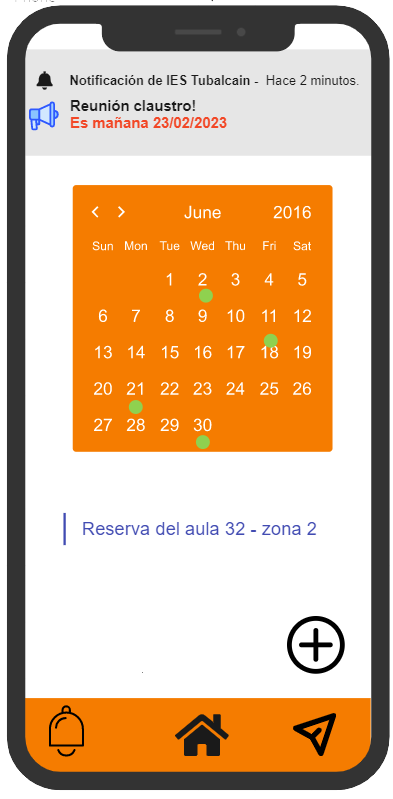 Notificación de IES Tubalcain - Hace 2 minutos.
Reunión claustro!
Es mañana 23/02/2023
June 2016
Sun Mon Tue Wed Thu Fri Sat
1 2 3 4 5
6 7 8 9 10 11 12
13 14 15 16 17 18 19
20 21 22 23 24 25 26
27 28 29 30
Reserva del aula 32 - zona 2